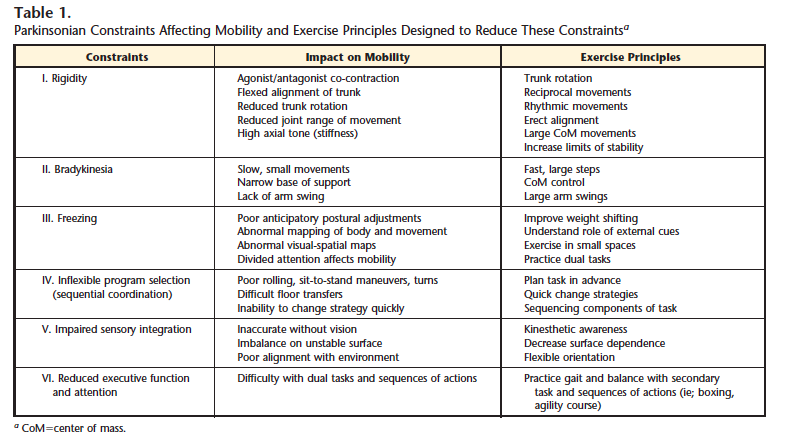 Table 1.
Parkinsonian Constraints Affecting Mobility and Exercise Principles Designed to Reduce These Constraintsa
Constraints
Impact on Mobility
Exercise Principles
I. Rigidity
Agonist/antagonist co-contraction
Flexed alignment of trunk
Reduced trunk rotation
Reduced joint range of movement
High axial tone (stiffness)
Trunk rotation
Reciprocal movements
Rhythmic movements
Erect alignment
Large CoM movements
Increase limits of stability
II. Bradykinesia
Slow, small movements
Narrow base of support
Lack of arm swing
Fast, large steps
CoM control
Large arm swings
III. Freezing
Poor anticipatory postural adjustments
Abnormal mapping of body and movement
Abnormal visual-spatial maps
Divided attention affects mobility
Improve weight shifting
Understand role of external cues
Exercise in small spaces
Practice dual tasks
IV. Inflexible program selection
(sequential coordination)
Poor rolling, sit-to-stand maneuvers, turns
Difficult floor transfers
Inability to change strategy quickly
Plan task in advance
Quick change strategies
Sequencing components of task
V. Impaired sensory integration
Inaccurate without vision
Imbalance on unstable surface
Poor alignment with environment
Kinesthetic awareness
Decrease surface dependence
Flexible orientation
VI. Reduced executive function
and attention
Difficulty with dual tasks and sequences of actions
Practice gait and balance with secondary
task and sequences of actions (ie; boxing,
agility course)
a CoM=center of mass.